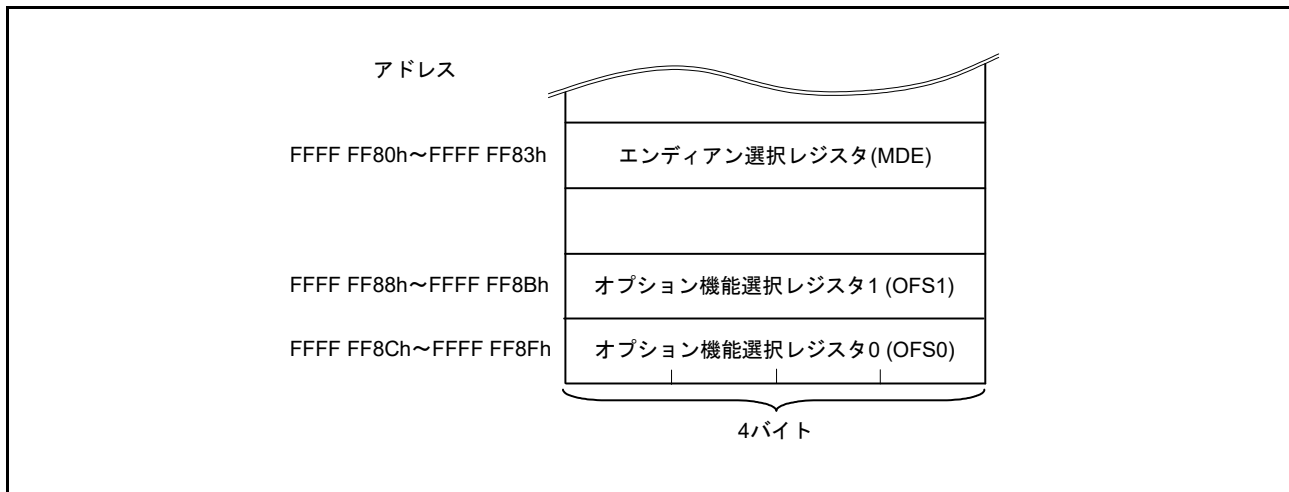 アドレス
FFFF FF80h～FFFF FF83h エンディアン選択レジスタ(MDE)
FFFF FF88h～FFFF FF8Bh オプション機能選択レジスタ1 (OFS1)
FFFF FF8Ch～FFFF FF8Fh オプション機能選択レジスタ0 (OFS0)
4バイト